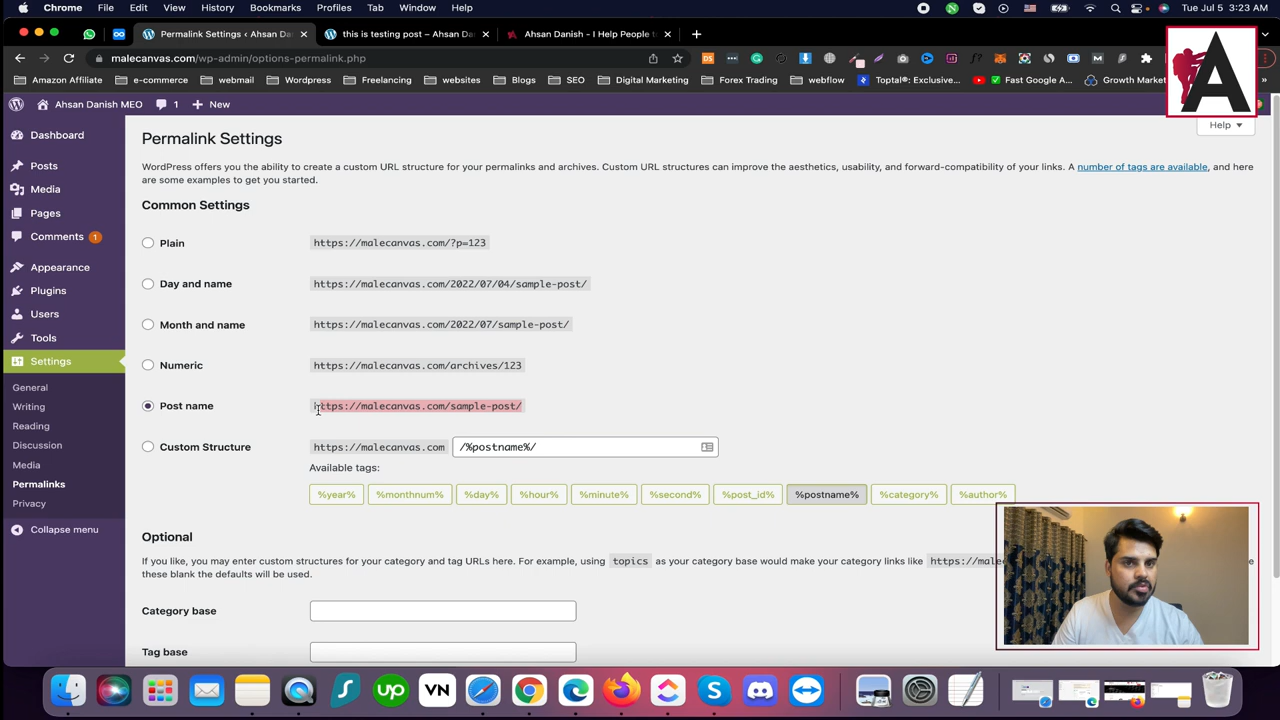 Chrome File Edit View History Bookmarks Profiles Tab Window Help Mon Jul 4 3:23 AM
Permalink Settings ‹ Ahsan Dan this is testing post – Ahsan Da Ahsan Danish - I Help People to
malecanvas.com/wp-admin/options-permalink.php
Amazon Affiliate e-commerce webmail Wordpress Freelancing websites Blogs SEO Digital Marketing Forex Trading webflow Toptal®: Exclusive... Fast Google A... Growth Market
A
Ahsan Danish MEO 1 New
Help
Dashboard
Posts
Media
Pages
Comments 1
Appearance
Plugins
Users
Tools
Settings
General
Writing
Reading
Discussion
Media
Permalinks
Privacy
Collapse menu
Permalink Settings
WordPress offers you the ability to create a custom URL structure for your permalinks and archives. Custom URL structures can improve the aesthetics, usability, and forward-compatibility of your links. A number of tags are available, and here
are some examples to get you started.
Common Settings
Plain https://malecanvas.com/?p=123
Day and name https://malecanvas.com/2022/07/04/sample-post/
Month and name https://malecanvas.com/2022/07/sample-post/
Numeric https://malecanvas.com/archives/123
Post name https://malecanvas.com/sample-post/
Custom Structure https://malecanvas.com /%postname%/
Available tags:
%year% %monthnum% %day% %hour% %minute% %second% %post_id% %postname% %category% %author%
Optional
If you like, you may enter custom structures for your category and tag URLs here. For example, using topics as your category base would make your category links like https://male
these blank the defaults will be used.
Category base
Tag base
up VN